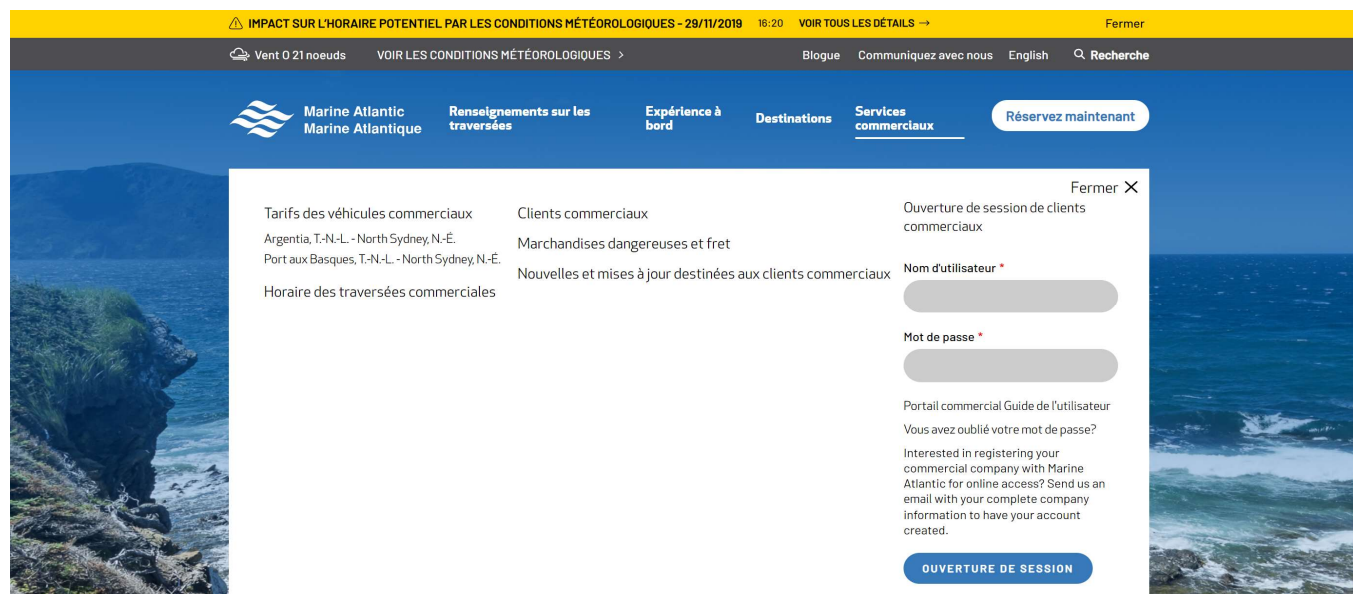 IMPACT SUR L'HORAIRE POTENTIEL PAR LES CONDITIONS MÉTÉOROLOGIQUES - 29/11/2019 16:20 VOIR TOUS LES DÉTAILS → Fermer
Vent O 21 noeuds VOIR LES CONDITIONS MÉTÉOROLOGIQUES > Blogue Communiquez avec nous English Recherche
Marine Atlantic
Marine Atlantique
Renseignements sur les
traversées
Expérience à
bord
Destinations
Services
commerciaux
Réservez maintenant
Fermer ✕
Tarifs des véhicules commerciaux
Argentia, T.-N.-L. - North Sydney, N.-É.
Port aux Basques, T.-N.-L. - North Sydney, N.-É.
Horaire des traversées commerciales
Clients commerciaux
Marchandises dangereuses et fret
Nouvelles et mises à jour destinées aux clients commerciaux
Ouverture de session de clients
commerciaux
Nom d'utilisateur *
Mot de passe *
Portail commercial Guide de l'utilisateur
Vous avez oublié votre mot de passe?
Interested in registering your
commercial company with Marine
Atlantic for online access? Send us an
email with your complete company
information to have your account
created.
OUVERTURE DE SESSION